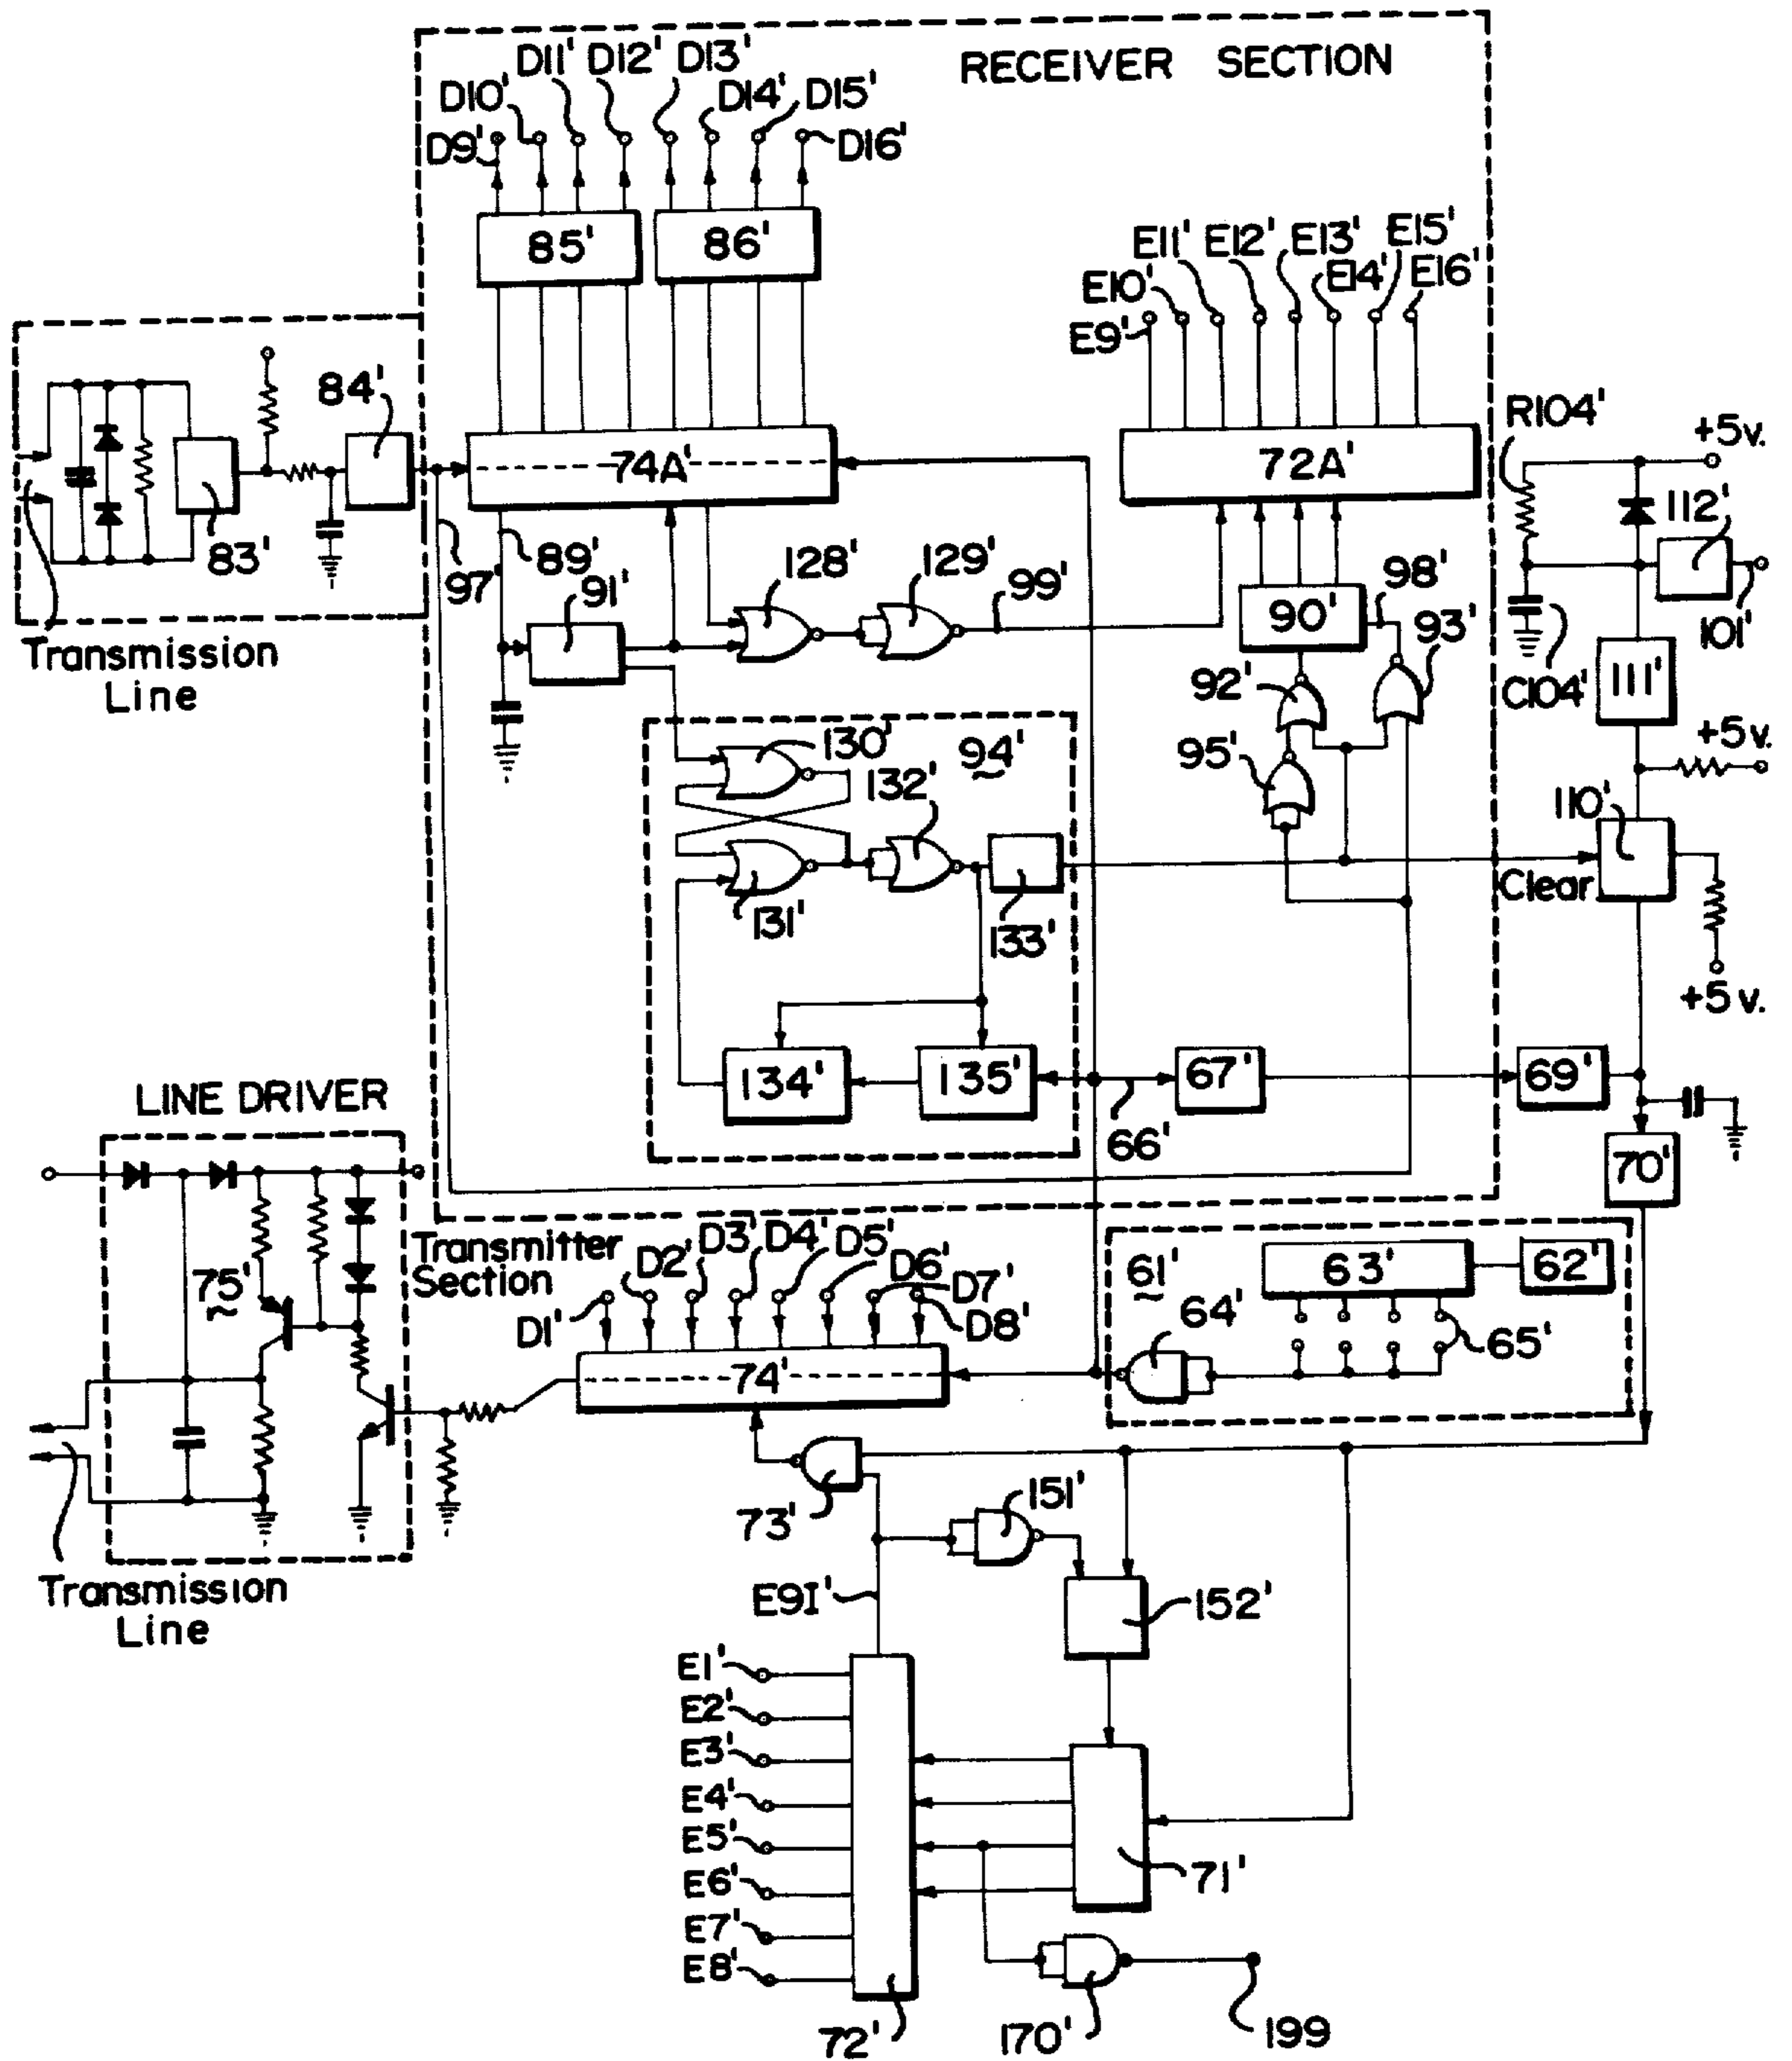 RECEIVER SECTION
D11' D12' D13'
D10' D14' D15'
D9' D16'
85' 86'
E11' E12' E13' E15'
E10' E14' E16'
E9'
84'
R104'
+5v.
74A' 72A'
112'
83'
97' 89' 91' 128' 129' 99' 90' 98' 93'
101'
Transmission
Line
92' C104' 111'
130' 94' 95' +5v.
132' 110'
131' 133' Clear
+5v.
134' 135' 67' 69'
66'
70'
LINE DRIVER
Transmitter
Section
75'
D1' D2' D3' D4' D5' D6' D7' D8'
61' 63' 62'
64' 65'
74'
73' 151'
Transmission
Line
E91' 152'
E1'
E2'
E3'
E4'
E5'
E6'
E7'
E8'
71'
72' 170' 199